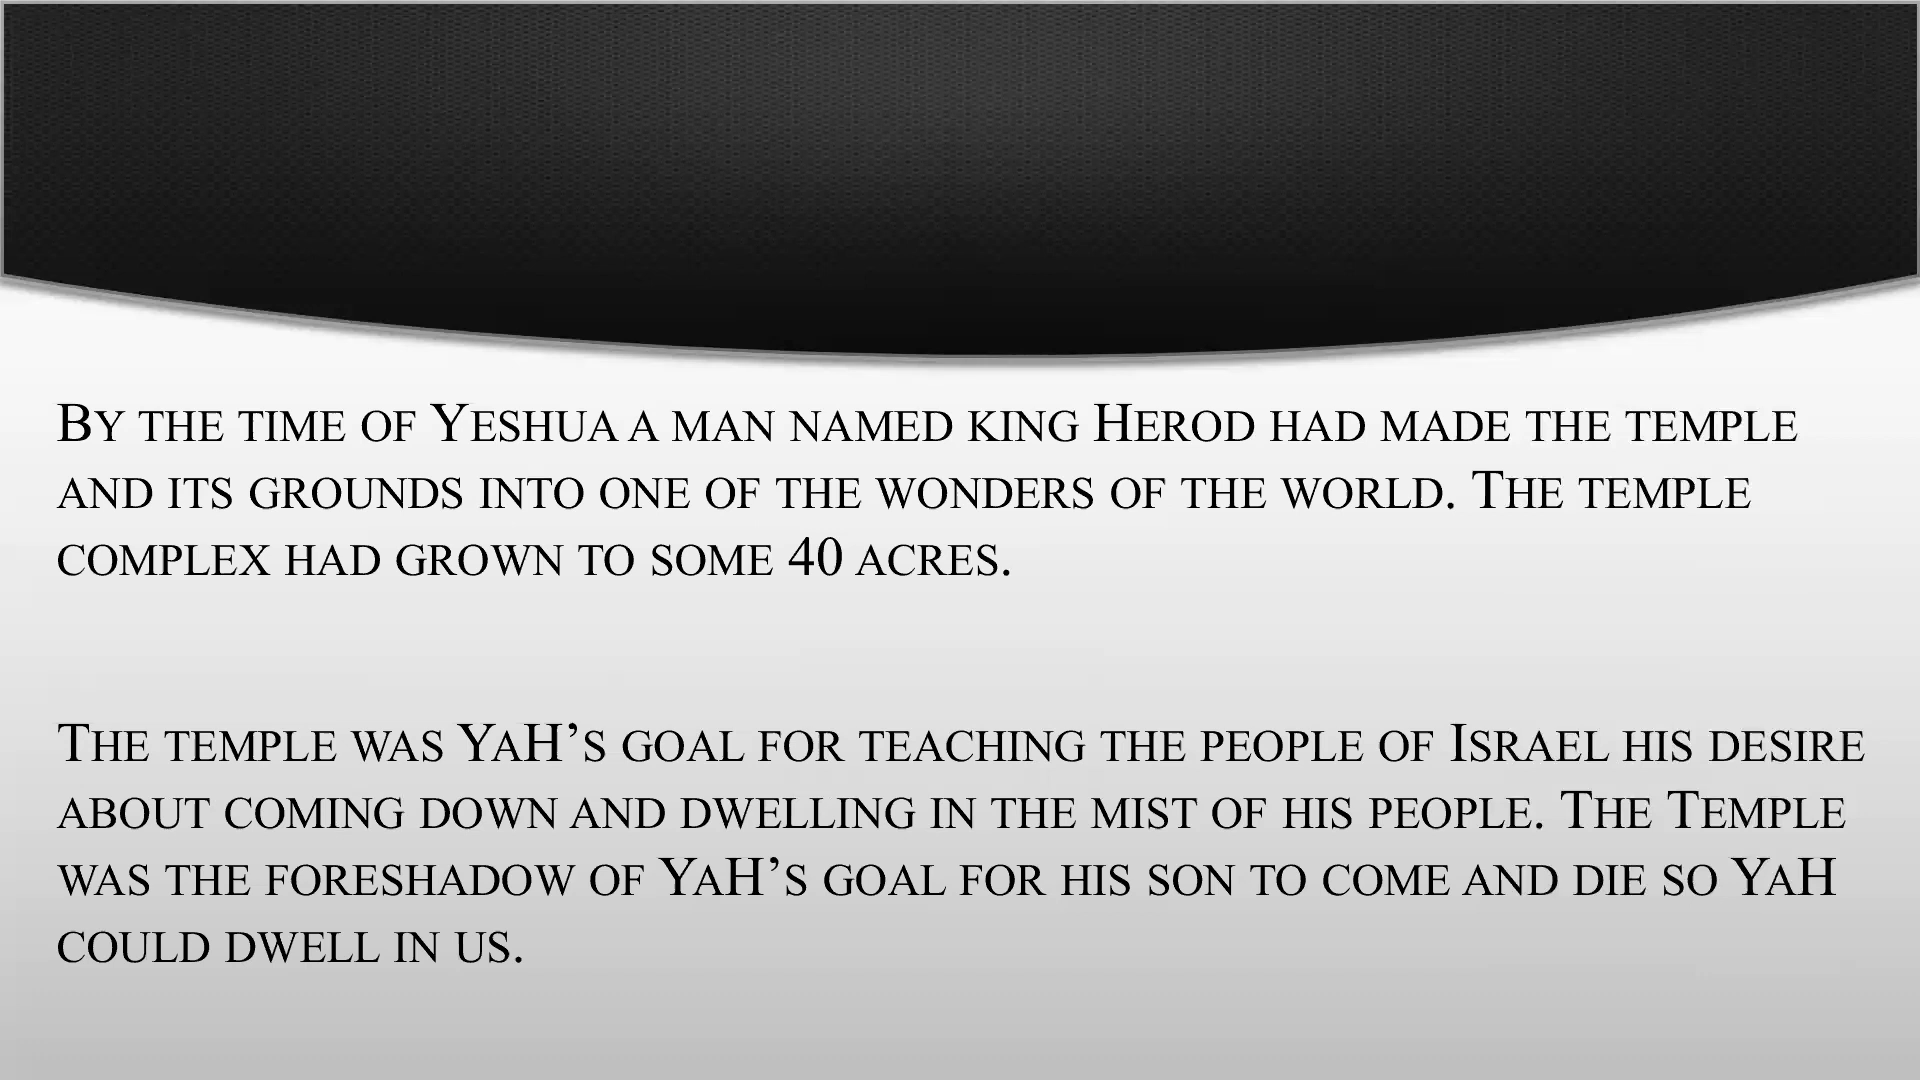 By the time of Yeshua a man named king Herod had made the temple
and its grounds into one of the wonders of the world. The temple
complex had grown to some 40 acres.
The temple was YaH’s goal for teaching the people of Israel his desire
about coming down and dwelling in the mist of his people. The Temple
was the foreshadow of YaH’s goal for his son to come and die so YaH
could dwell in us.